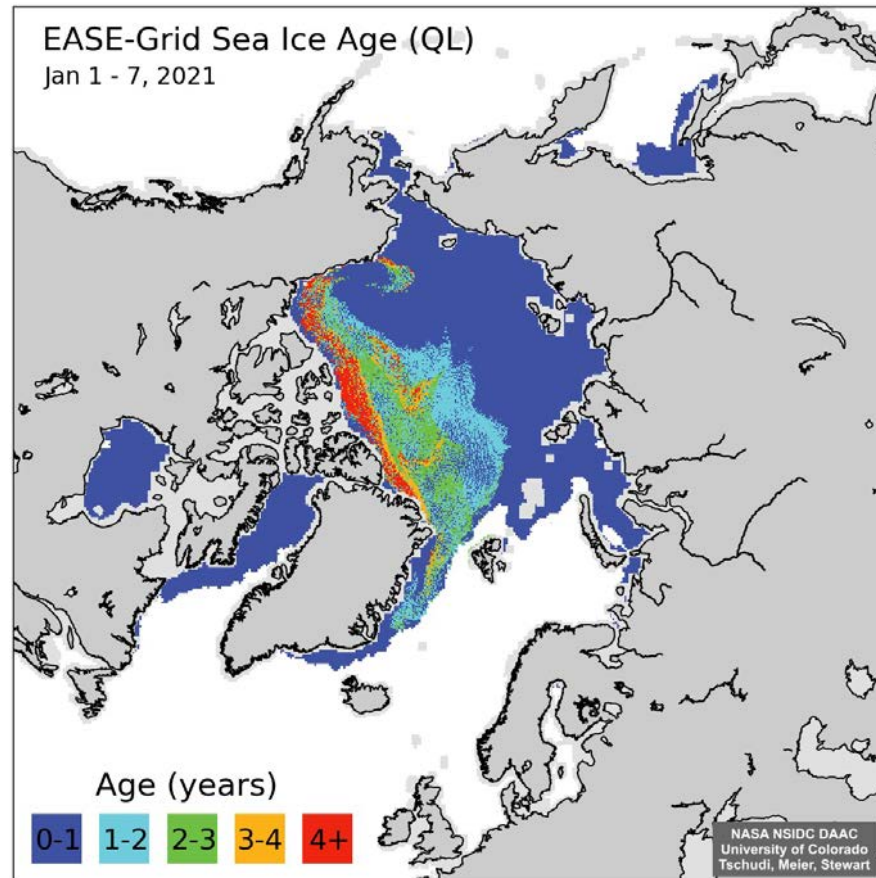 EASE-Grid Sea Ice Age (QL)
Jan 1 - 7, 2021
Age (years)
0-1 1-2 2-3 3-4 4+
NASA NSIDC DAAC
University of Colorado
Tschudi, Meier, Stewart